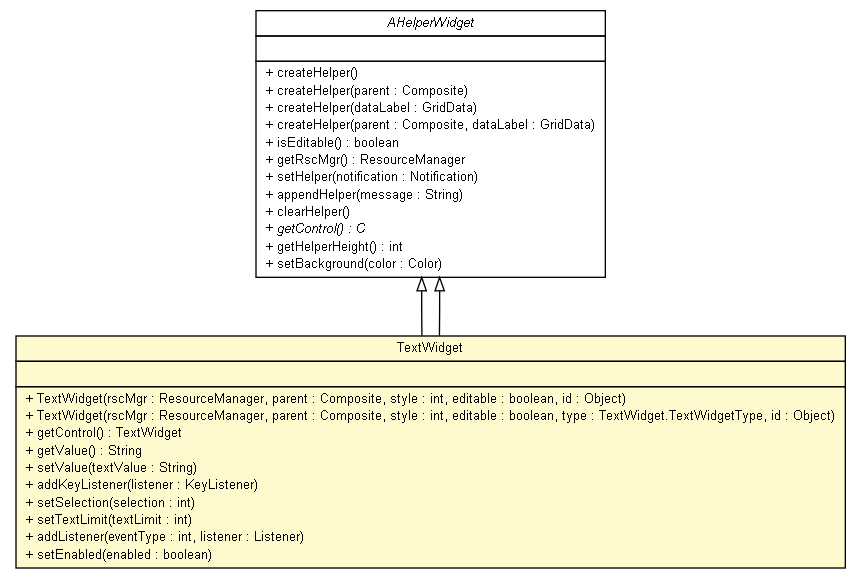 AHelperWidget
+ createHelper()
+ createHelper(parent : Composite)
+ createHelper(dataLabel : GridData)
+ createHelper(parent : Composite, dataLabel : GridData)
+ isEditable() : boolean
+ getRscMgr() : ResourceManager
+ setHelper(notification : Notification)
+ appendHelper(message : String)
+ clearHelper()
+ getControl() : C
+ getHelperHeight() : int
+ setBackground(color : Color)
TextWidget
+ TextWidget(rscMgr : ResourceManager, parent : Composite, style : int, editable : boolean, id : Object)
+ TextWidget(rscMgr : ResourceManager, parent : Composite, style : int, editable : boolean, type : TextWidget.TextWidgetType, id : Object)
+ getControl() : TextWidget
+ getValue() : String
+ setValue(textValue : String)
+ addKeyListener(listener : KeyListener)
+ setSelection(selection : int)
+ setTextLimit(textLimit : int)
+ addListener(eventType : int, listener : Listener)
+ setEnabled(enabled : boolean)